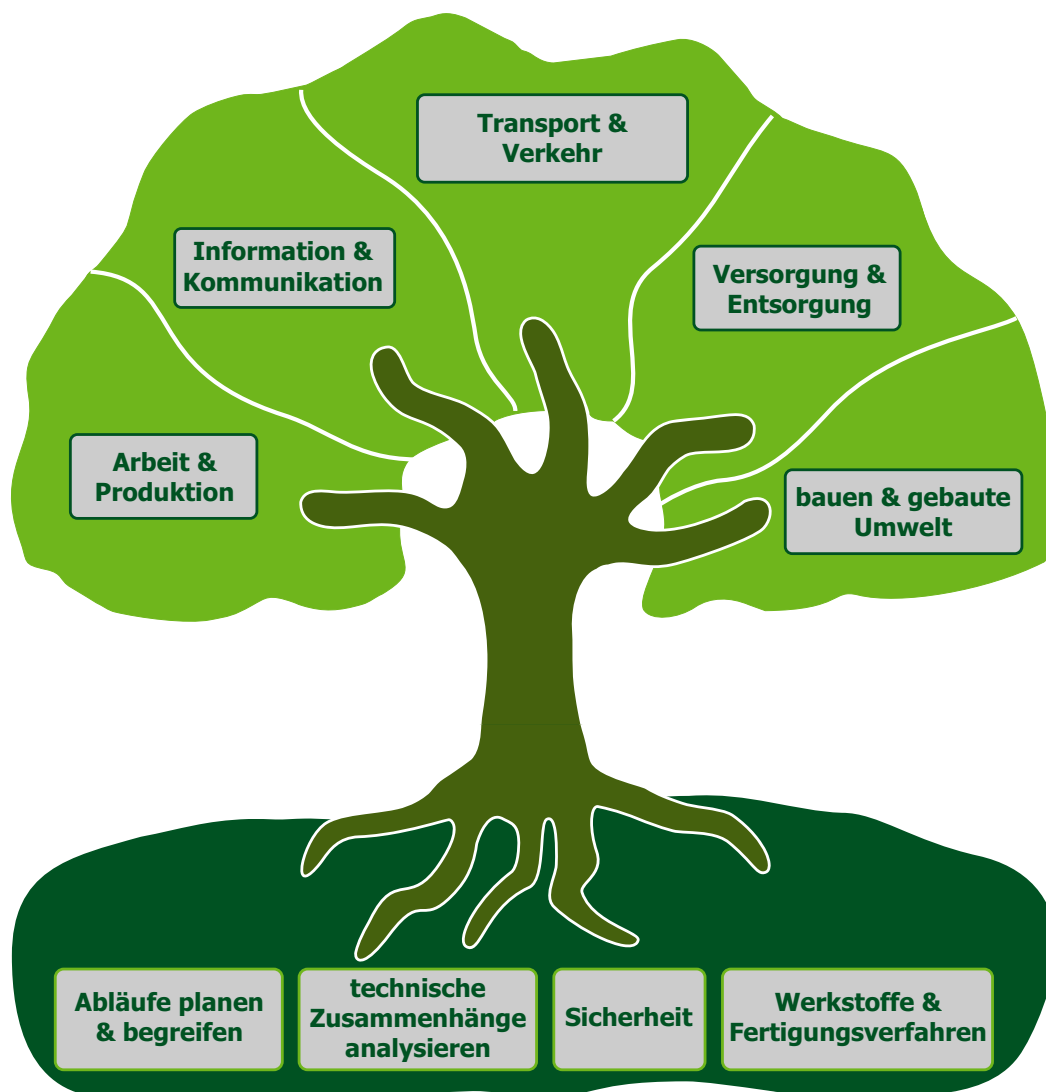 Transport &
Verkehr
Information &
Kommunikation
Versorgung &
Entsorgung
Arbeit &
Produktion
bauen & gebaute
Umwelt
Abläufe planen
& begreifen
technische
Zusammenhänge
analysieren
Sicherheit
Werkstoffe &
Fertigungsverfahren